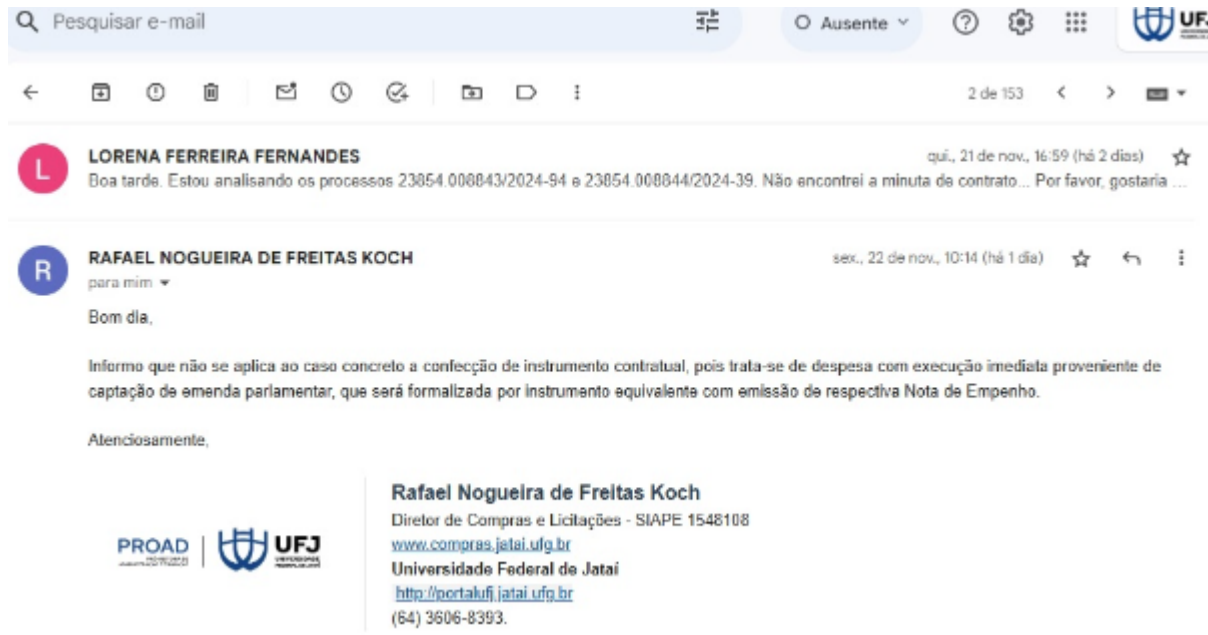 Pesquisar e-mail
Ausente
UFJ
2 de 153
L
LORENA FERREIRA FERNANDES
qui., 21 de nov., 16:59 (há 2 dias)
Boa tarde. Estou analisando os processos 23854.008843/2024-94 e 23854.008844/2024-39. Não encontrei a minuta de contrato... Por favor, gostaria ...
R
RAFAEL NOGUEIRA DE FREITAS KOCH
sex., 22 de nov., 10:14 (há 1 dia)
para mim
Bom dia,
Informo que não se aplica ao caso concreto a confecção de instrumento contratual, pois trata-se de despesa com execução imediata proveniente de
captação de emenda parlamentar, que será formalizada por instrumento equivalente com emissão de respectiva Nota de Empenho.
Atenciosamente,
PROAD
UFJ
Rafael Nogueira de Freitas Koch
Diretor de Compras e Licitações - SIAPE 1548108
www.compras.jatai.ufg.br
Universidade Federal de Jataí
http://portalufj.jatai.ufg.br
(64) 3606-8393.